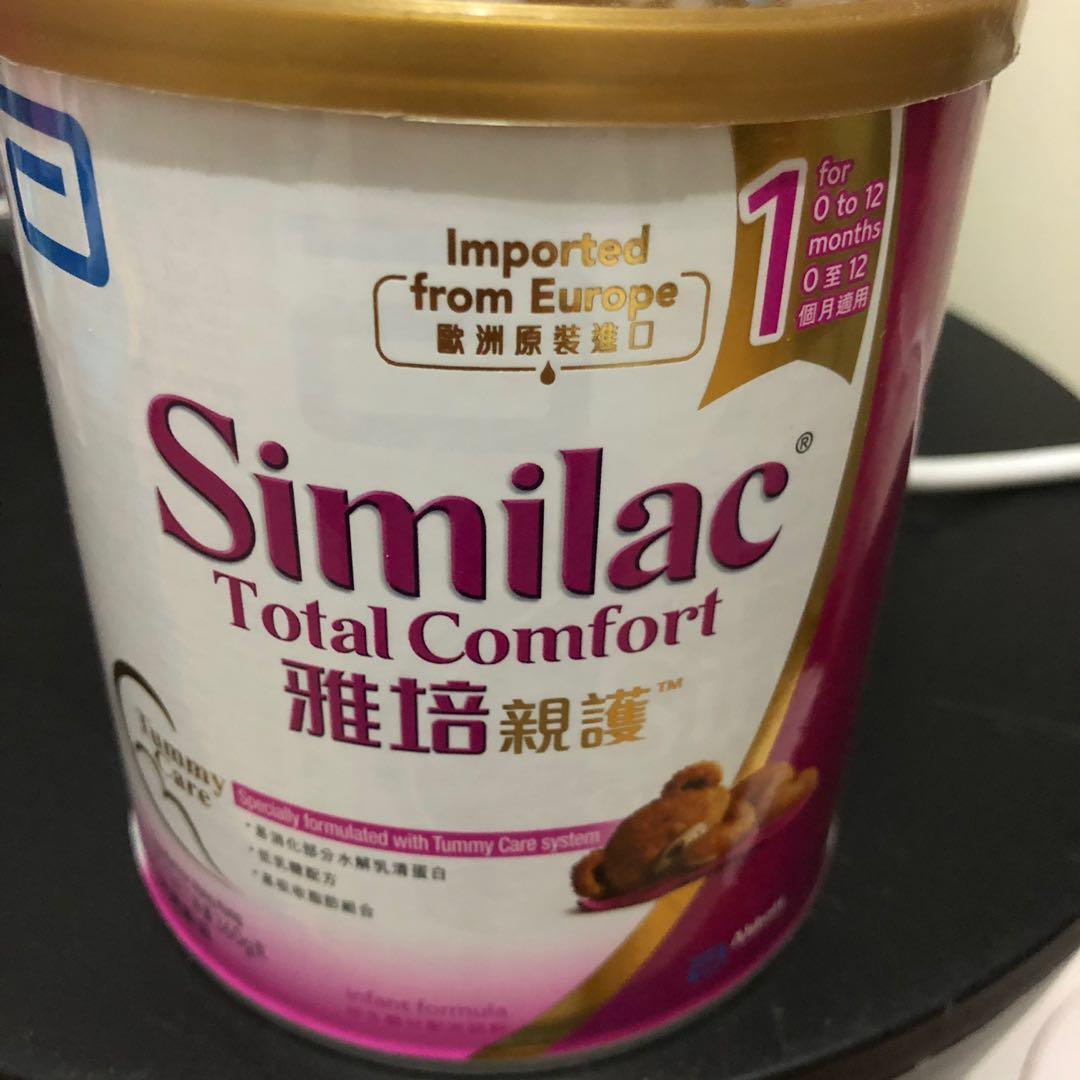 Imported
from Europe
歐洲原裝進口
1
for
0 to 12
months
0 至 12
個月適用
Similac®
Total Comfort
雅培親護™
Tummy
Care
Specially formulated with Tummy Care system
・易消化部分水解乳清蛋白
・低乳糖配方
・易吸收脂肪組合
360g
Abbott
infant formula